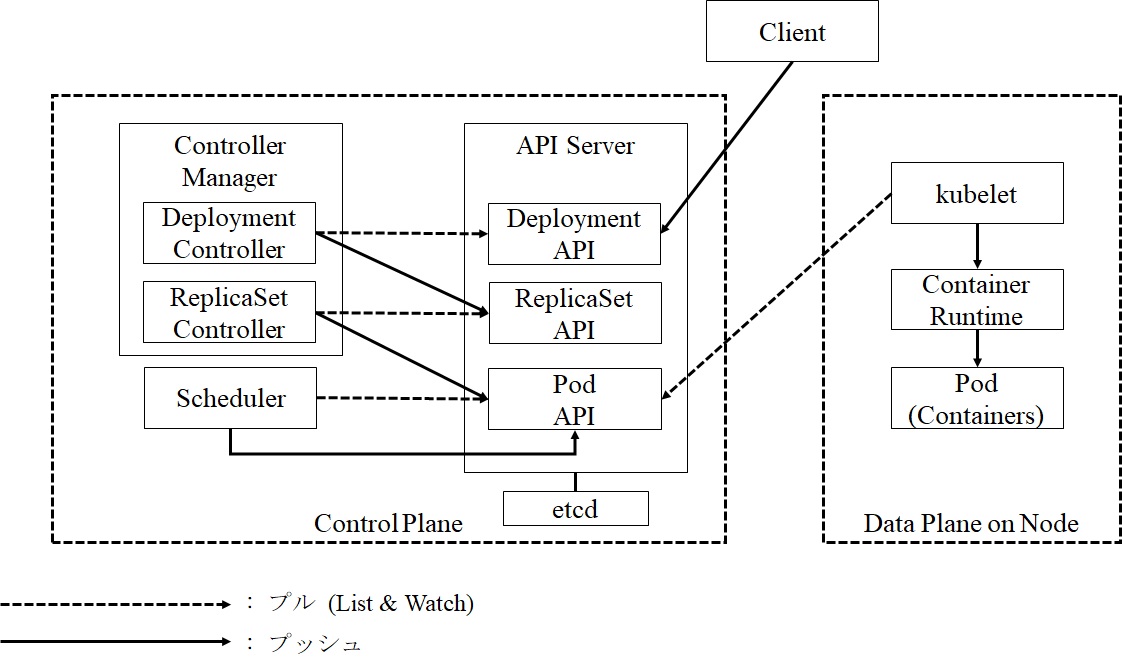 Client
Controller
Manager
Deployment
Controller
ReplicaSet
Controller
Scheduler
API Server
Deployment
API
ReplicaSet
API
Pod
API
etcd
Control Plane
kubelet
Container
Runtime
Pod
(Containers)
Data Plane on Node
： プル (List & Watch)
： プッシュ